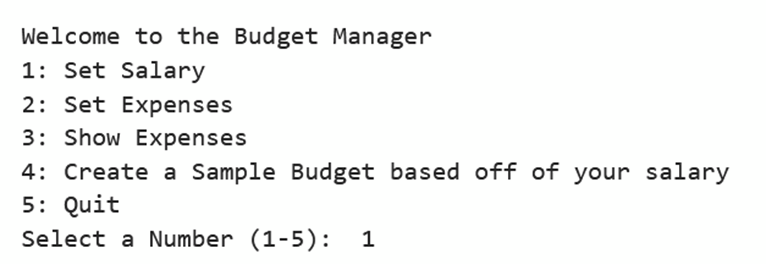 Welcome to the Budget Manager
1: Set Salary
2: Set Expenses
3: Show Expenses
4: Create a Sample Budget based off of your salary
5: Quit
Select a Number (1-5):  1